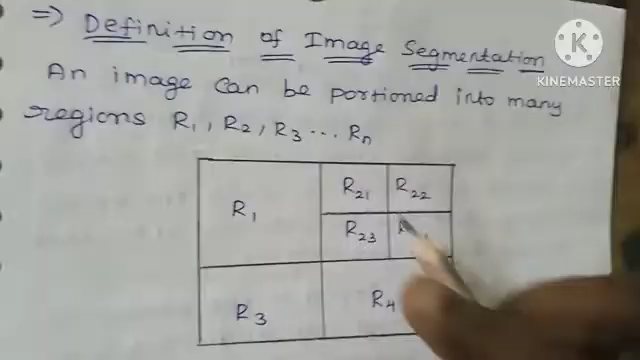 ⇒ Definition of Image Segmentation
An image can be portioned into many
regions R1, R2, R3 ... Rn
R1
R21 R22
R23
R3 R4
KINEMASTER